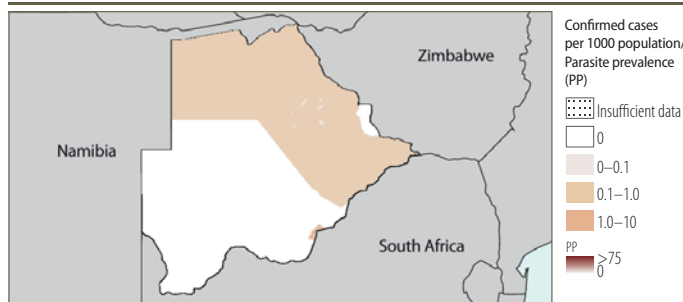 Confirmed cases
per 1000 population/
Parasite prevalence
(PP)
Insufficient data
0
0–0.1
0.1–1.0
1.0–10
PP
>75
0
Zimbabwe
Namibia
South Africa